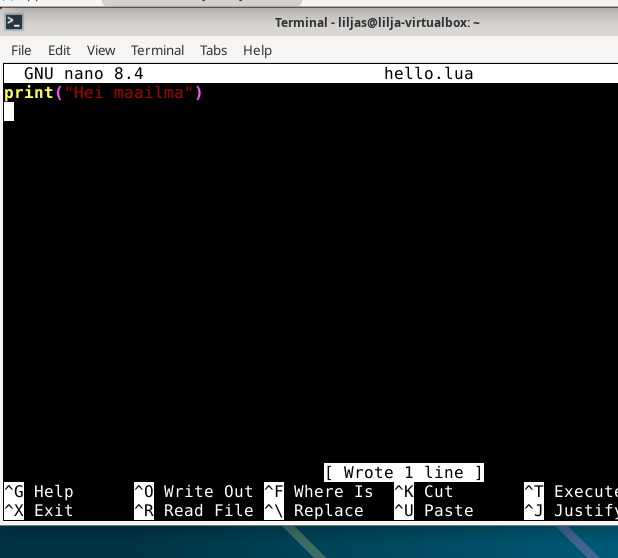 Terminal - liljas@lilja-virtualbox: ~
File Edit View Terminal Tabs Help
GNU nano 8.4 hello.lua
print("Hei maailma")
[ Wrote 1 line ]
^G Help ^O Write Out ^F Where Is ^K Cut ^T Execute
^X Exit ^R Read File ^\ Replace ^U Paste ^J Justify